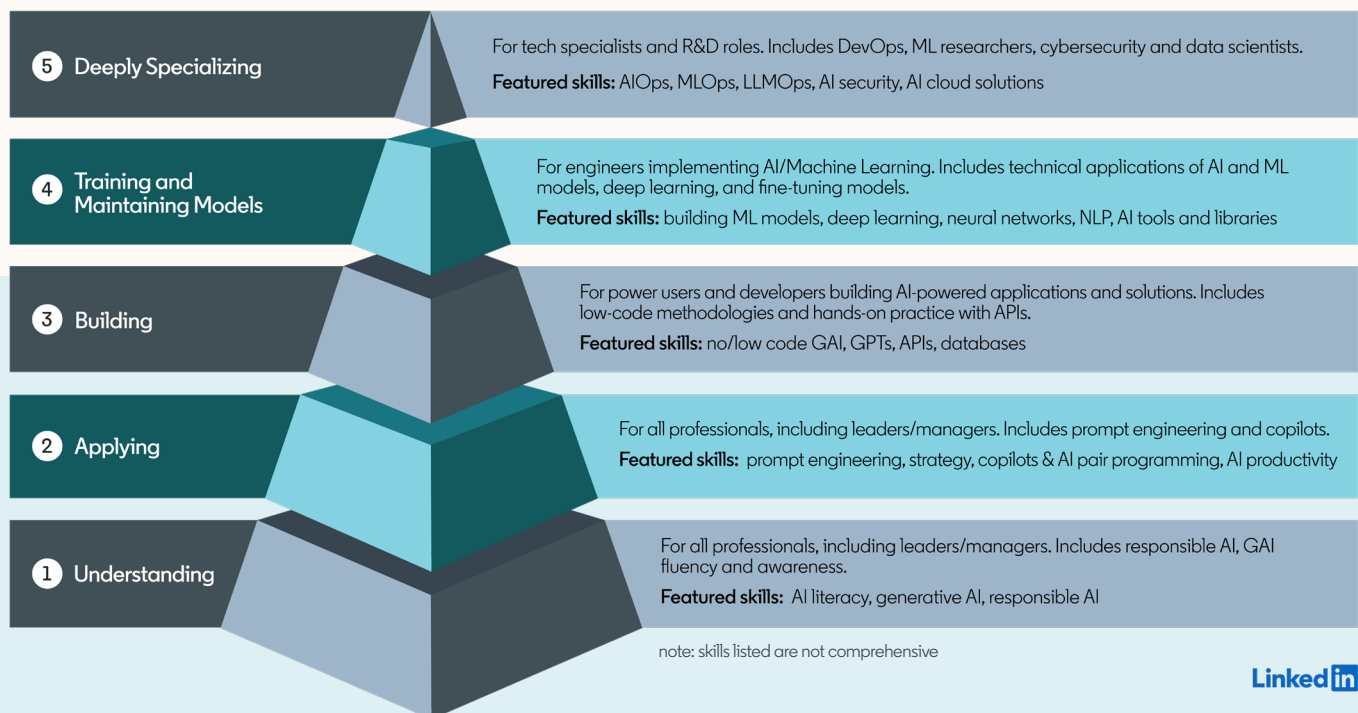 5 Deeply Specializing
For tech specialists and R&D roles. Includes DevOps, ML researchers, cybersecurity and data scientists.
Featured skills: AIOps, MLOps, LLMOps, AI security, AI cloud solutions
4 Training and
Maintaining Models
For engineers implementing AI/Machine Learning. Includes technical applications of AI and ML
models, deep learning, and fine-tuning models.
Featured skills: building ML models, deep learning, neural networks, NLP, AI tools and libraries
3 Building
For power users and developers building AI-powered applications and solutions. Includes
low-code methodologies and hands-on practice with APIs.
Featured skills: no/low code GAI, GPTs, APIs, databases
2 Applying
For all professionals, including leaders/managers. Includes prompt engineering and copilots.
Featured skills: prompt engineering, strategy, copilots & AI pair programming, AI productivity
1 Understanding
For all professionals, including leaders/managers. Includes responsible AI, GAI
fluency and awareness.
Featured skills: AI literacy, generative AI, responsible AI
note: skills listed are not comprehensive
Linked in